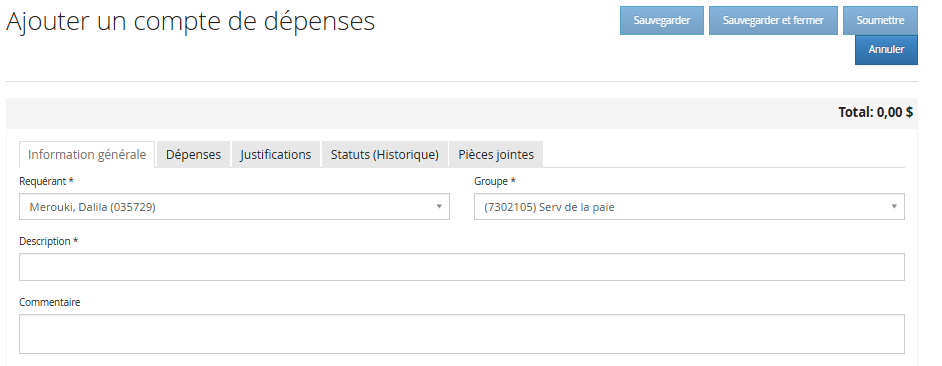 Ajouter un compte de dépenses
Sauvegarder Sauvegarder et fermer Soumettre
Annuler
Total: 0,00 $
Information générale Dépenses Justifications Statuts (Historique) Pièces jointes
Requérant * Groupe *
Merouki, Dalila (035729) (7302105) Serv de la paie
Description *
Commentaire